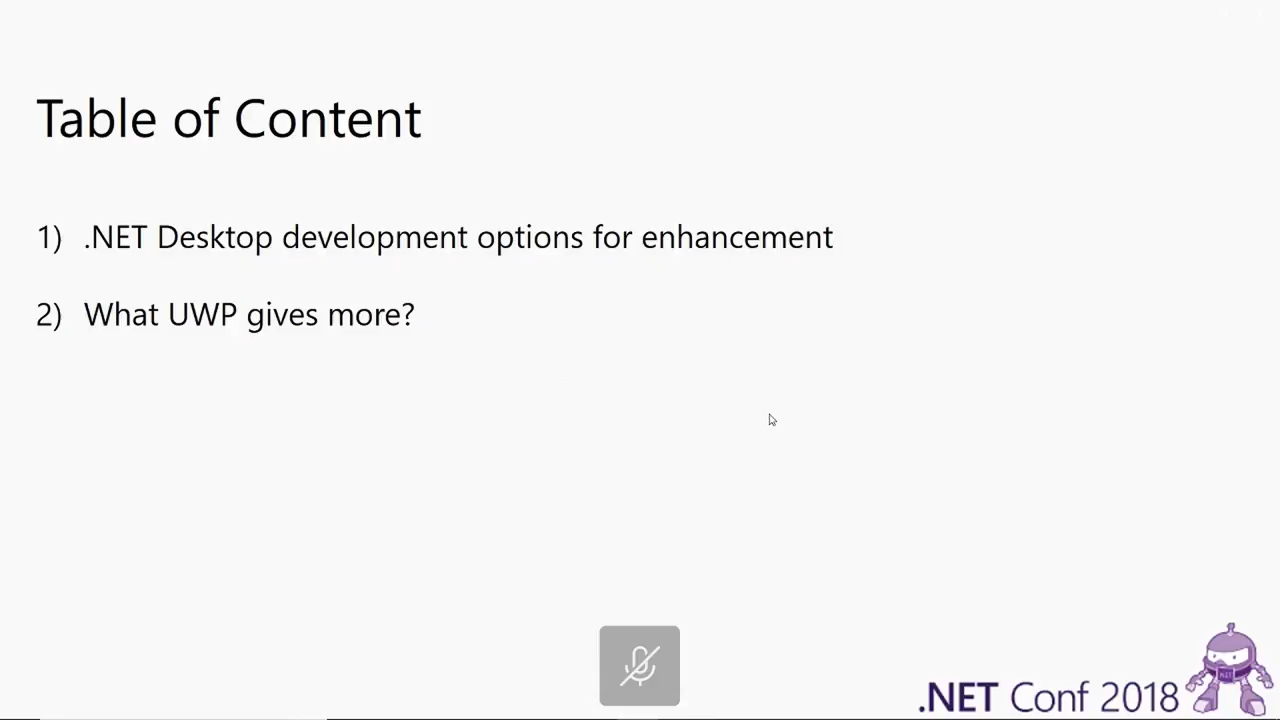 Table of Content
1) .NET Desktop development options for enhancement
2) What UWP gives more?
.NET Conf 2018